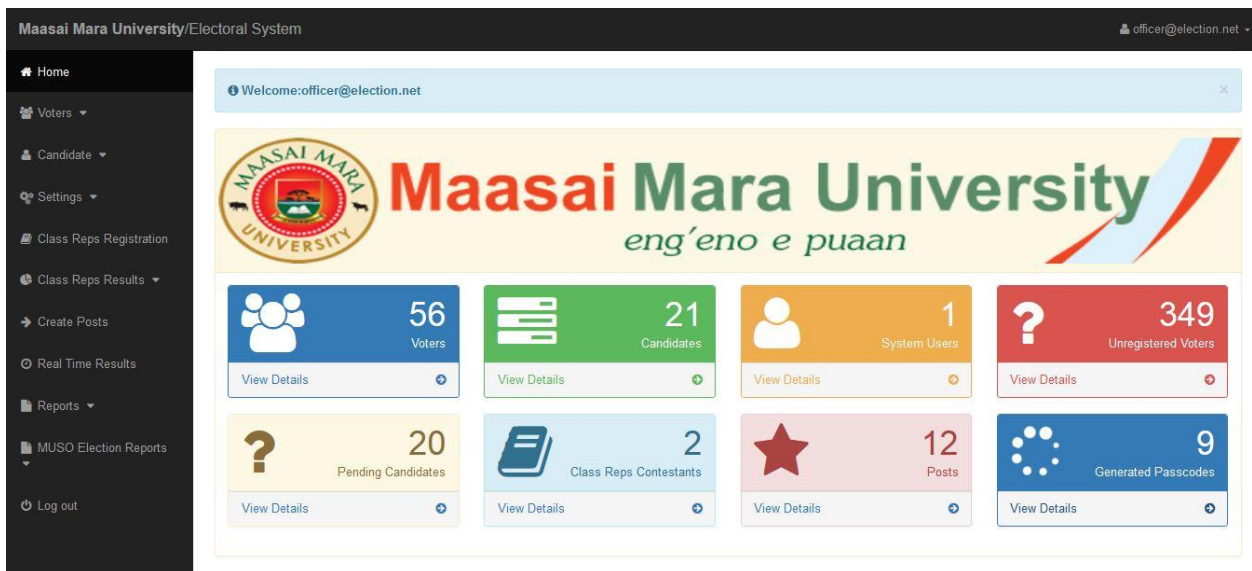 Maasai Mara University/Electoral System
officer@election.net
Home
Voters
Candidate
Settings
Class Reps Registration
Class Reps Results
Create Posts
Real Time Results
Reports
MUSO Election Reports
Log out
Welcome:officer@election.net
×
MAASAI MARA
UNIVERSITY
Maasai Mara University
eng'eno e puaan
56
Voters
View Details
21
Candidates
View Details
1
System Users
View Details
349
Unregistered Voters
View Details
20
Pending Candidates
View Details
2
Class Reps Contestants
View Details
12
Posts
View Details
9
Generated Passcodes
View Details